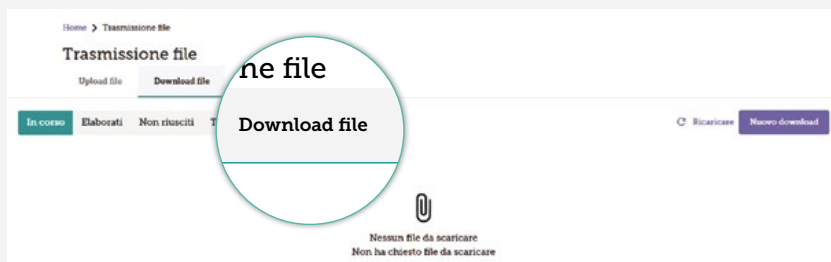 Home > Trasmissione file
Trasmissione file
Upload file Download file
ne file
Download file
In corso Elaborati Non riusciti T
Ricaricare Nuovo download
Nessun file da scaricare
Non ha chiesto file da scaricare